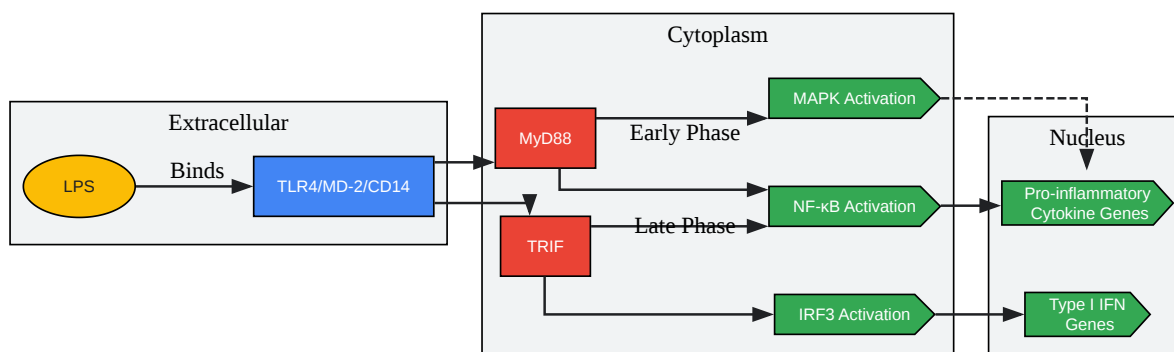 Cytoplasm
Extracellular
LPS
Binds
TLR4/MD-2/CD14
MyD88
Early Phase
MAPK Activation
NF-κB Activation
TRIF
Late Phase
IRF3 Activation
Nucleus
Pro-inflammatory
Cytokine Genes
Type I IFN
Genes